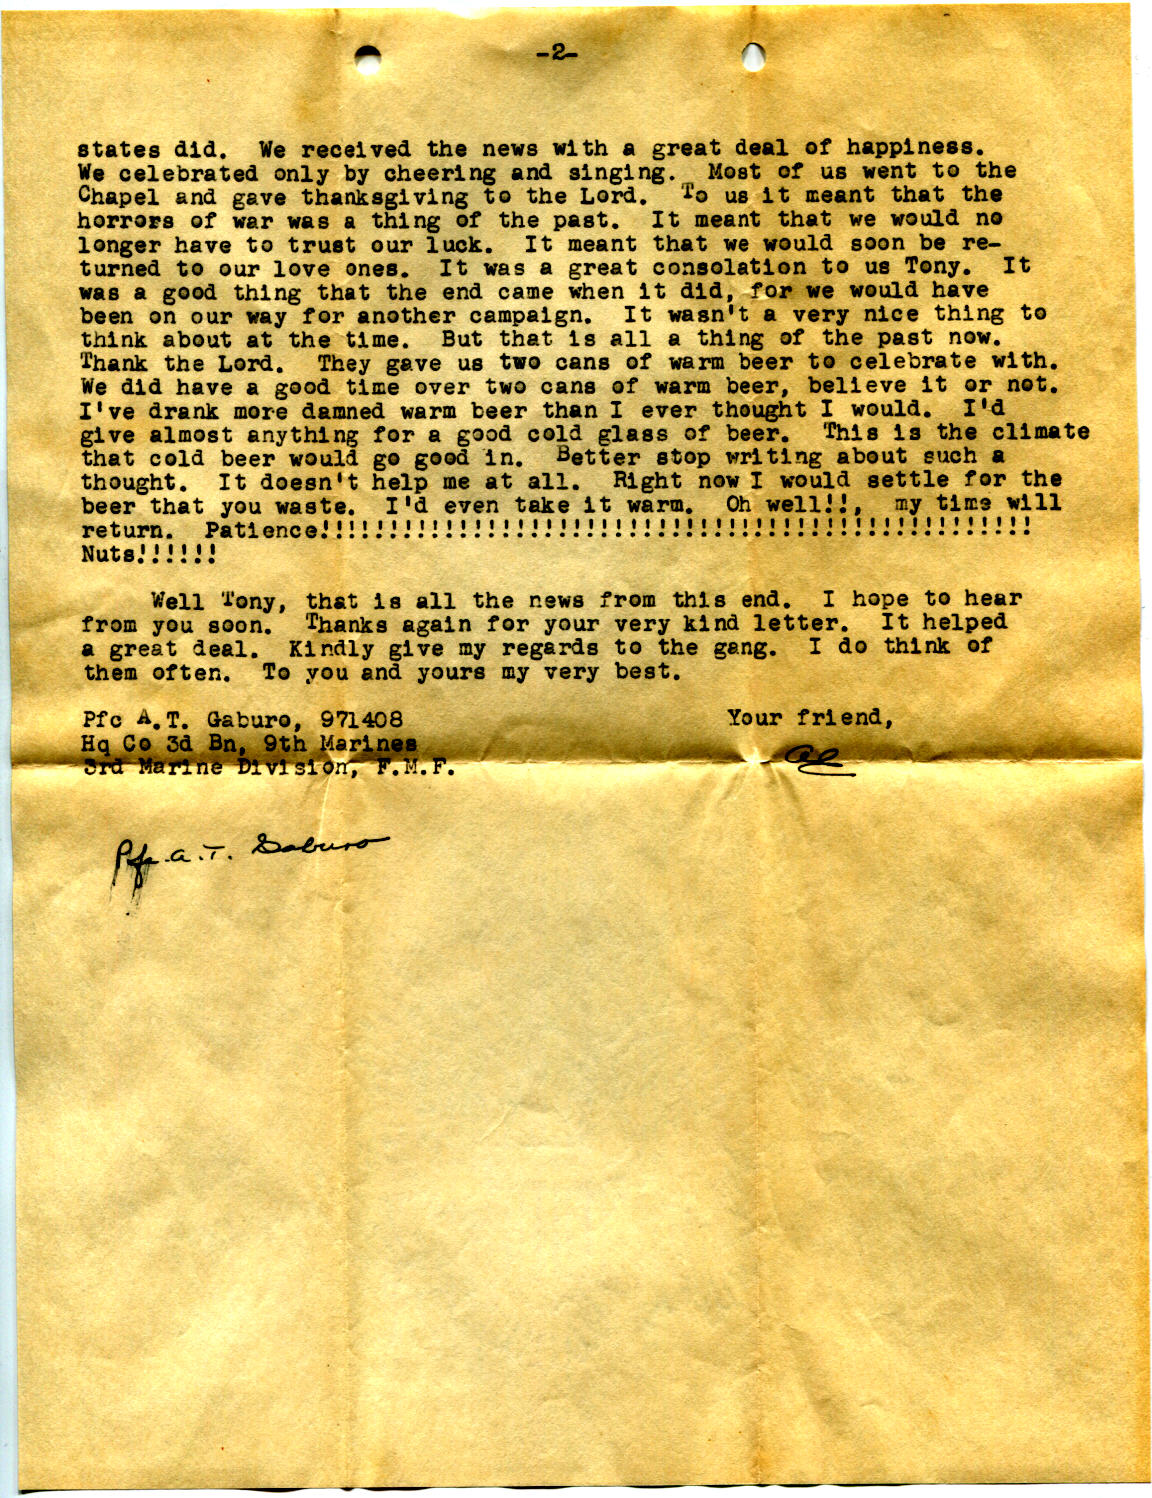 -2-
states did. We received the news with a great deal of happiness.
We celebrated only by cheering and singing. Most of us went to the
Chapel and gave thanksgiving to the Lord. To us it meant that the
horrors of war was a thing of the past. It meant that we would no
longer have to trust our luck. It meant that we would soon be re-
turned to our love ones. It was a great consolation to us Tony. It
was a good thing that the end came when it did, for we would have
been on our way for another campaign. It wasn't a very nice thing to
think about at the time. But that is all a thing of the past now.
Thank the Lord. They gave us two cans of warm beer to celebrate with.
We did have a good time over two cans of warm beer, believe it or not.
I've drank more damned warm beer than I ever thought I would. I'd
give almost anything for a good cold glass of beer. This is the climate
that cold beer would go good in. Better stop writing about such a
thought. It doesn't help me at all. Right now I would settle for the
beer that you waste. I'd even take it warm. Oh well!!, my time will
return. Patience!!!!!!!!!!!!!!!!!!!!!!!!!!!!!!!!!!!!!!!!!!!!!!!!!!!
Nuts!!!!!!
Well Tony, that is all the news from this end. I hope to hear
from you soon. Thanks again for your very kind letter. It helped
a great deal. Kindly give my regards to the gang. I do think of
them often. To you and yours my very best.
Pfc A.T. Gaburo, 971408 Your friend,
Hq Co 3d Bn, 9th Marines
3rd Marine Division, F.M.F. Al
Pfc. A.T. Gaburo